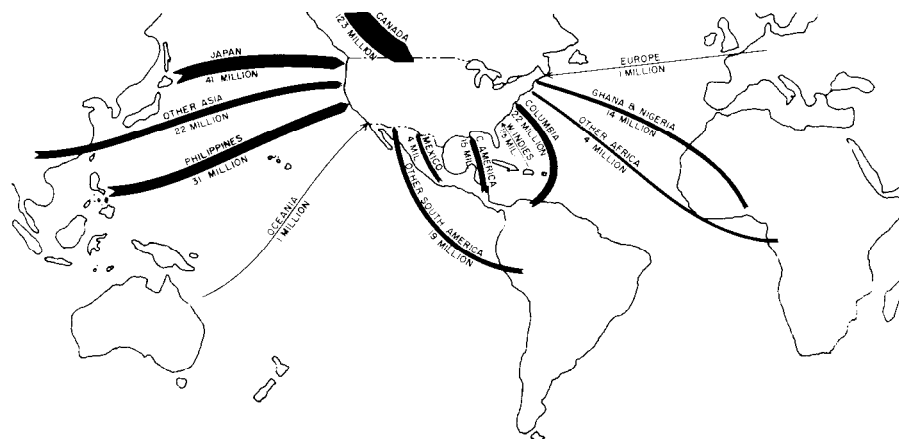 CANADA
123 MILLION
JAPAN
41 MILLION
OTHER ASIA
22 MILLION
PHILIPPINES
31 MILLION
OCEANIA
1 MILLION
MEXICO
4 MIL.
OTHER SOUTH AMERICA
19 MILLION
C. AMERICA
MIL.
W. INDIES
MIL.
COLUMBIA
22 MILLION
EUROPE
1 MILLION
GHANA & NIGERIA
14 MILLION
OTHER AFRICA
4 MILLION